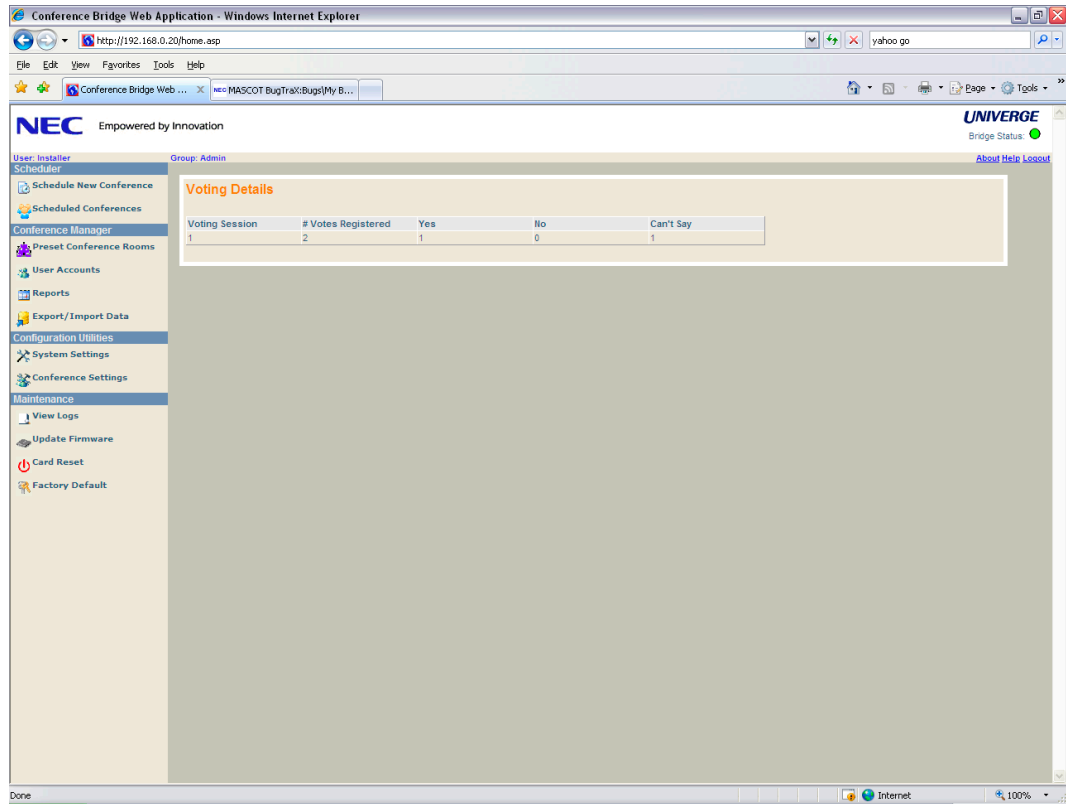 Conference Bridge Web Application - Windows Internet Explorer
http://192.168.0.20/home.asp
yahoo go
File Edit View Favorites Tools Help
Conference Bridge Web ... X NEC MASCOT BugTraX:Bugs\My B...
Page Tools »
NEC Empowered by Innovation
UNIVERGE
Bridge Status:
User: Installer Group: Admin About Help Logout
Scheduler
Schedule New Conference
Scheduled Conferences
Conference Manager
Preset Conference Rooms
User Accounts
Reports
Export/Import Data
Configuration Utilities
System Settings
Conference Settings
Maintenance
View Logs
Update Firmware
Card Reset
Factory Default
Voting Details
Voting Session # Votes Registered Yes No Can't Say
1 2 1 0 1
Done Internet 100%